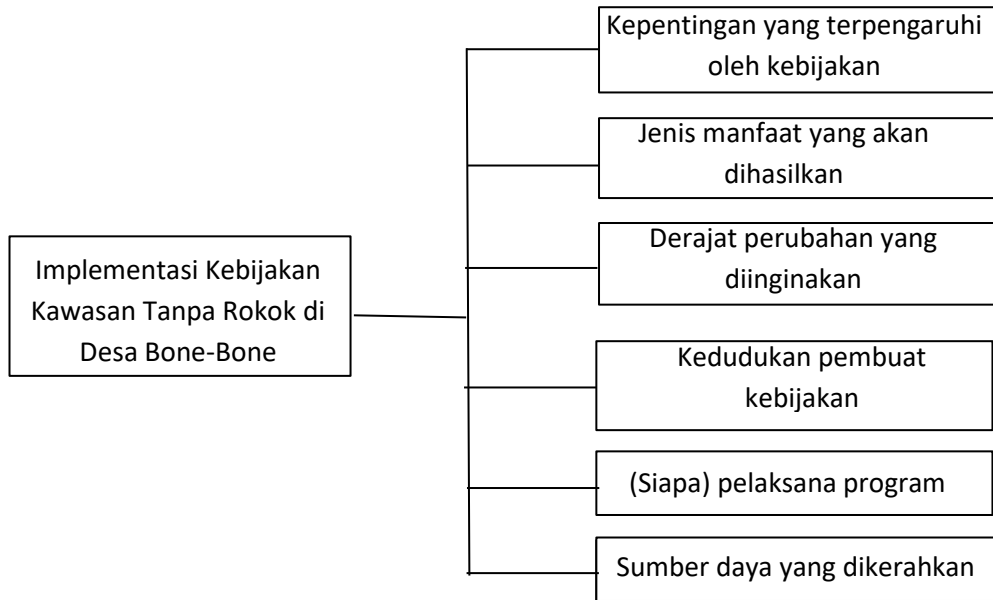 Kepentingan yang terpengaruhi
oleh kebijakan
Jenis manfaat yang akan
dihasilkan
Derajat perubahan yang
diinginakan
Implementasi Kebijakan
Kawasan Tanpa Rokok di
Desa Bone-Bone
Kedudukan pembuat
kebijakan
(Siapa) pelaksana program
Sumber daya yang dikerahkan